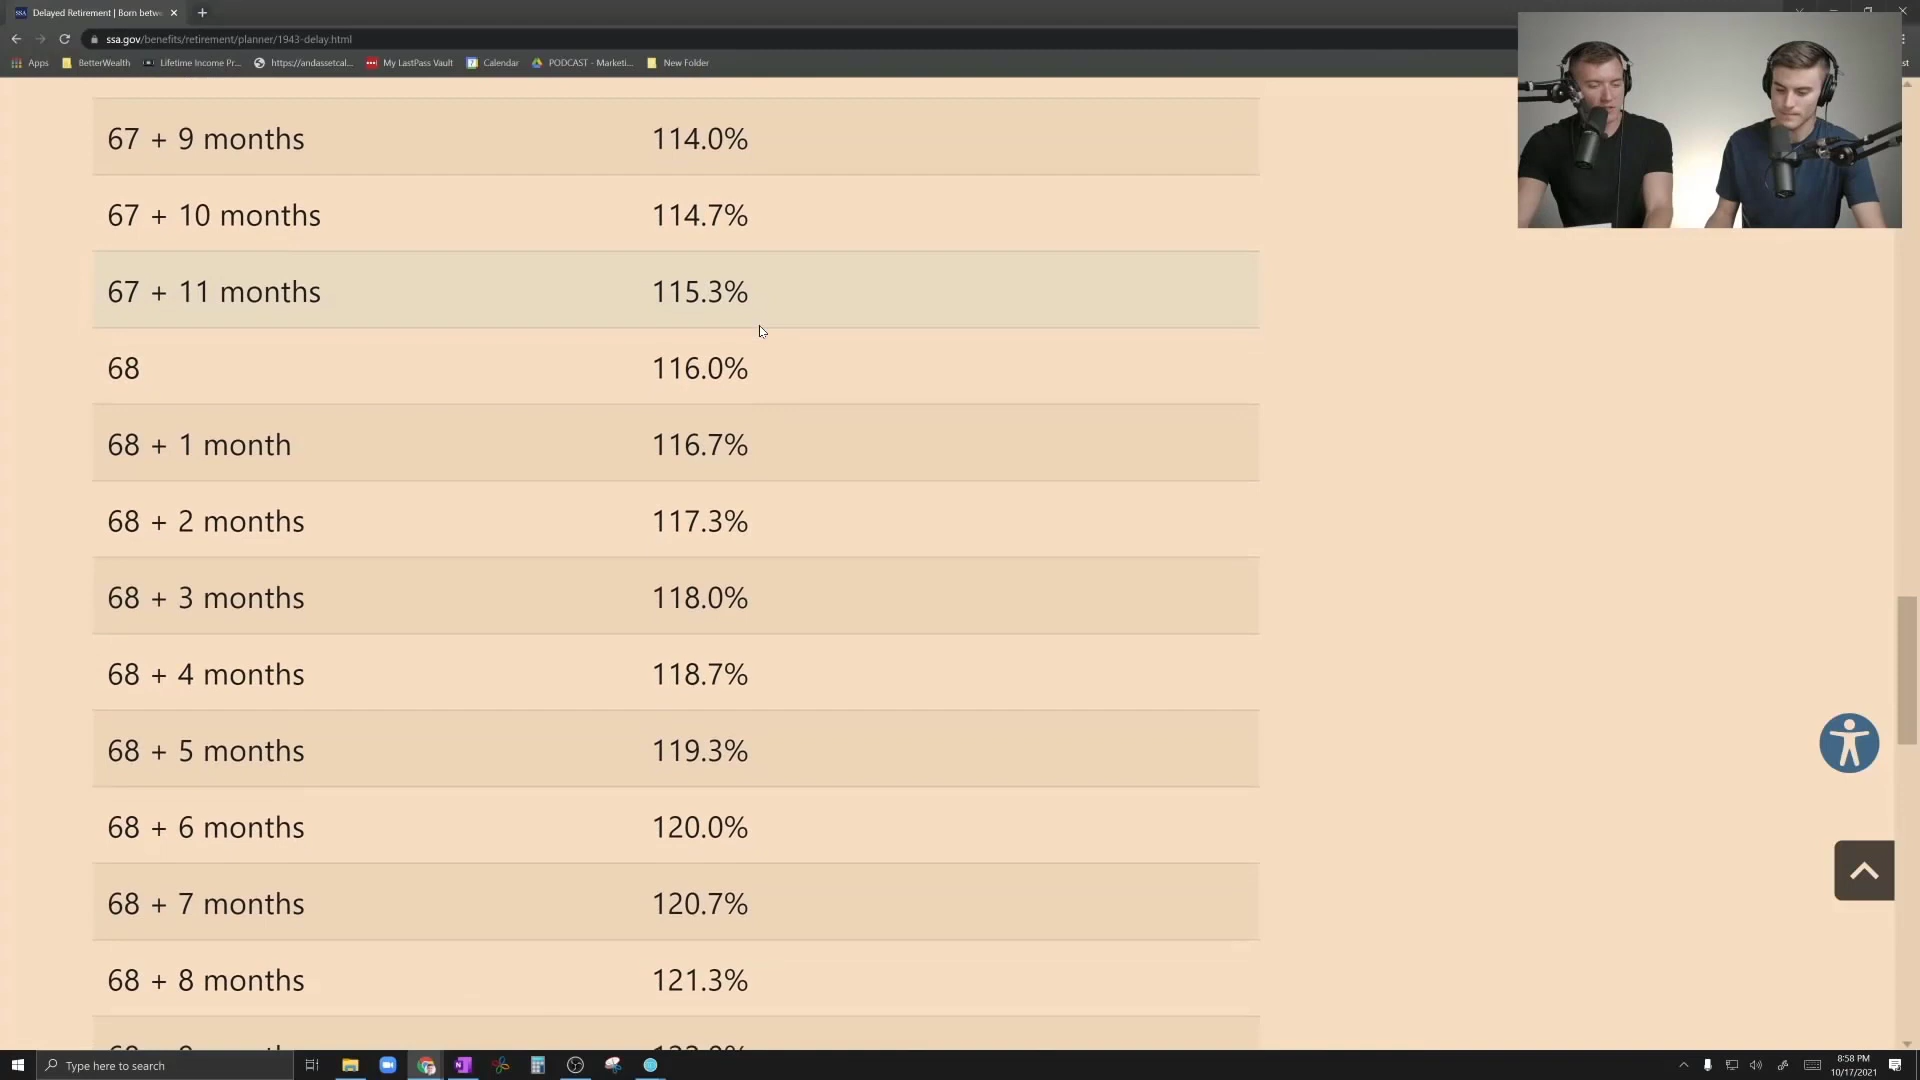 Delayed Retirement | Born betwe
ssa.gov/benefits/retirement/planner/1943-delay.html
Apps BetterWealth Lifetime Income Pr... https://andassetcal... My LastPass Vault Calendar PODCAST - Marketi... New Folder
67 + 9 months 114.0%
67 + 10 months 114.7%
67 + 11 months 115.3%
68 116.0%
68 + 1 month 116.7%
68 + 2 months 117.3%
68 + 3 months 118.0%
68 + 4 months 118.7%
68 + 5 months 119.3%
68 + 6 months 120.0%
68 + 7 months 120.7%
68 + 8 months 121.3%
Type here to search
8:58 PM
10/17/2021